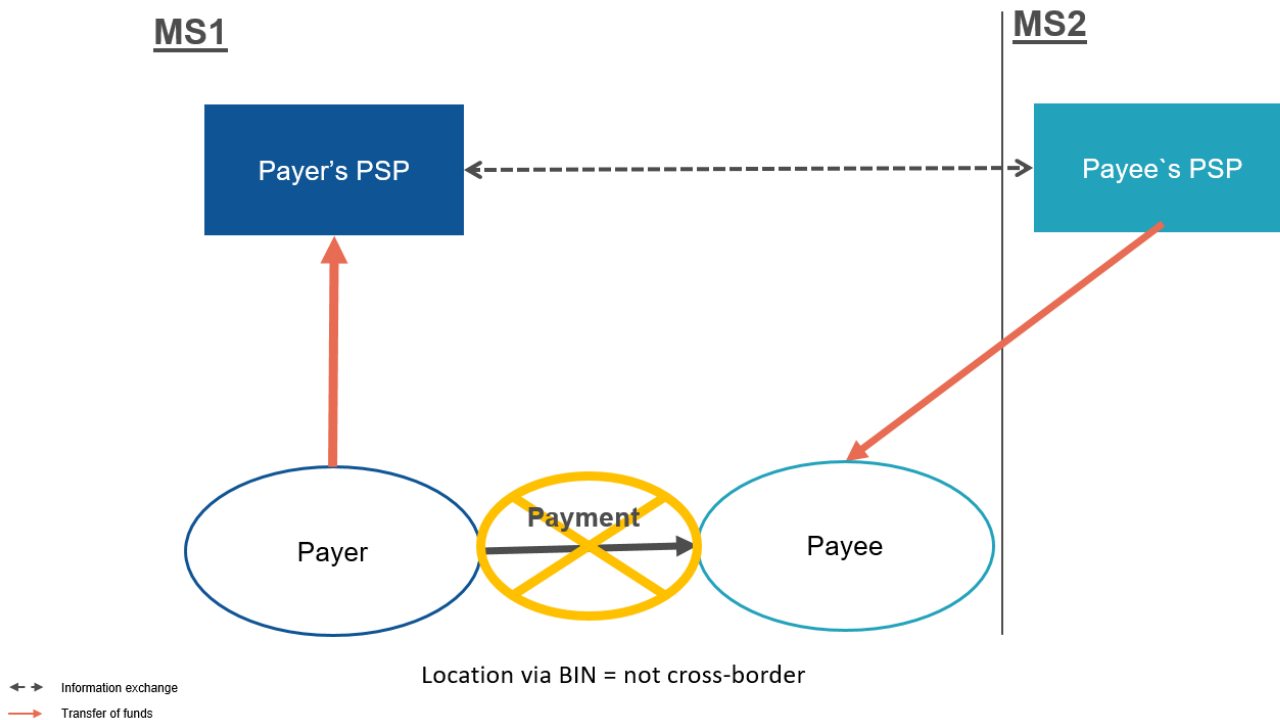 MS1
MS2
Payer’s PSP
Payee`s PSP
Payment
Payer
Payee
Location via BIN = not cross-border
Information exchange
Transfer of funds